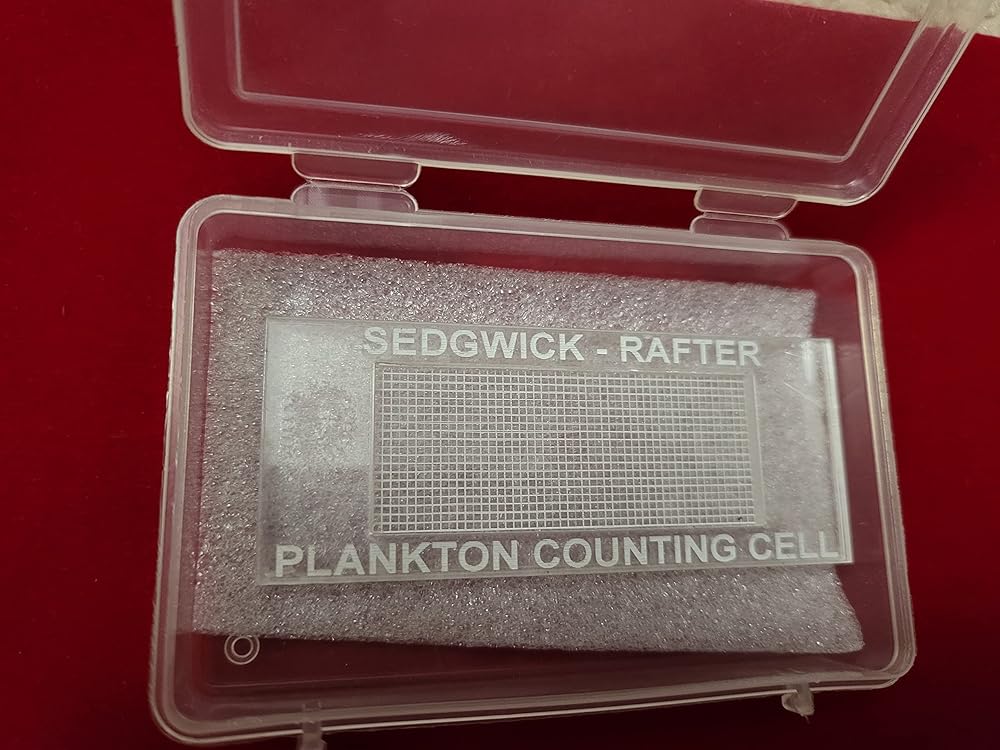 SEDGWICK - RAFTER
PLANKTON COUNTING CELL